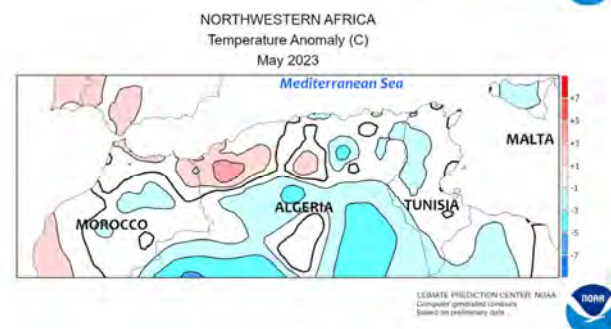 NORTHWESTERN AFRICA
Temperature Anomaly (C)
May 2023
Mediterranean Sea
MALTA
ALGERIA
TUNISIA
MOROCCO
+7
+5
+3
+1
-1
-3
-5
-7
CLIMATE PREDICTION CENTER, NOAA
Computer generated contours
Based on preliminary data
NOAA